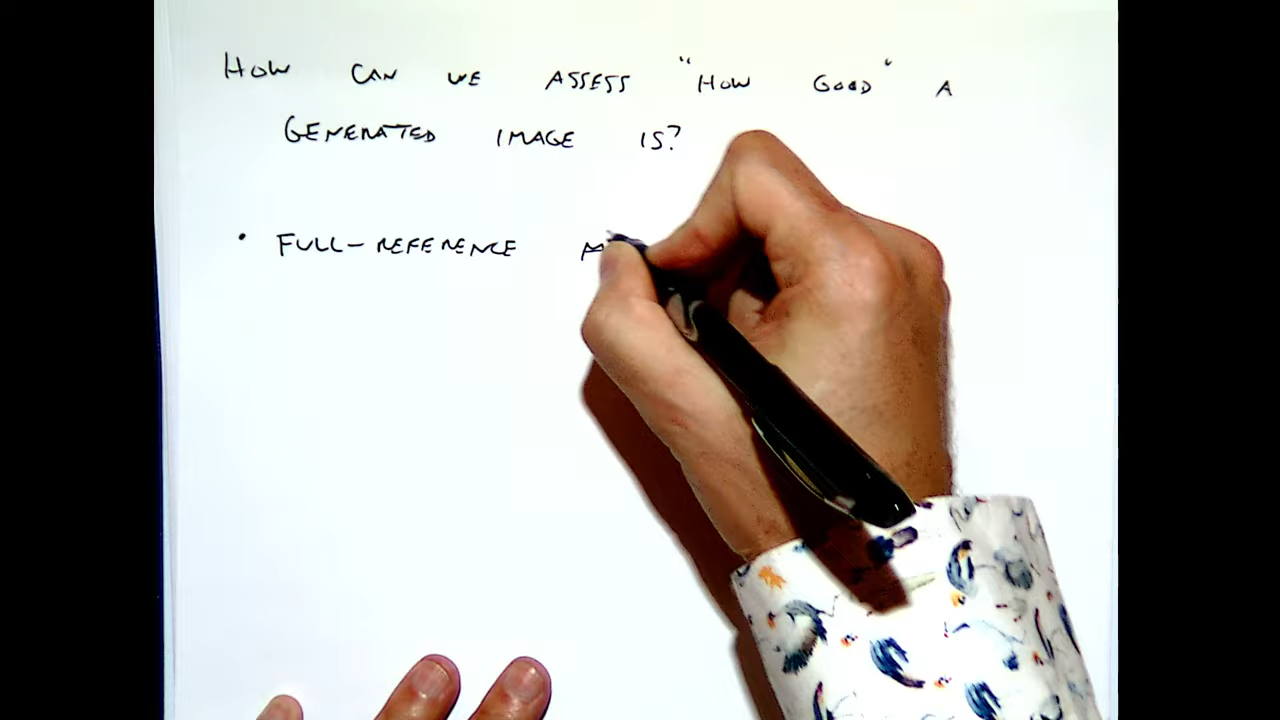 HOW CAN WE ASSESS "HOW GOOD" A
GENERATED IMAGE IS?
• FULL-REFERENCE